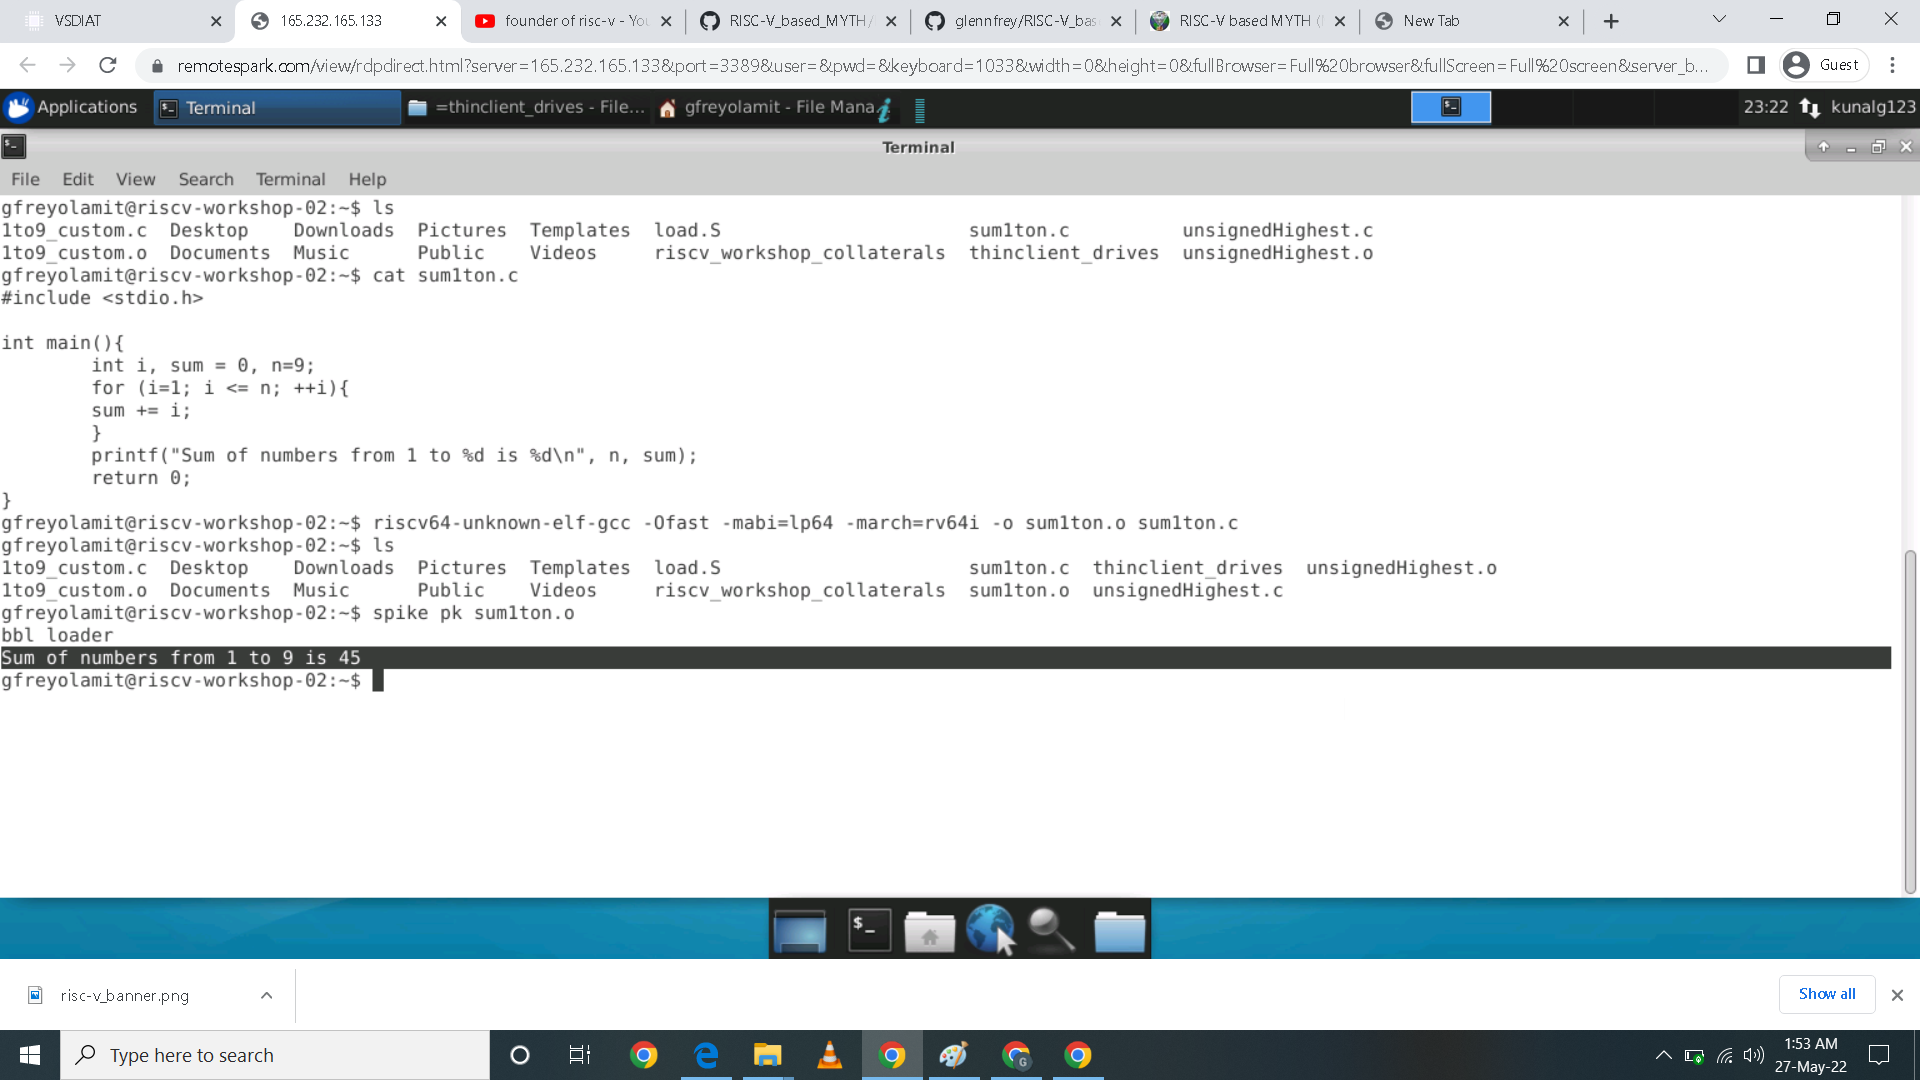 VSDIAT
165.232.165.133
founder of risc-v - You
RISC-V_based_MYTH/
glennfrey/RISC-V_bas
RISC-V based MYTH (
New Tab
remotespark.com/view/rdpdirect.html?server=165.232.165.133&port=3389&user=&pwd=&keyboard=1033&width=0&height=0&fullBrowser=Full%20browser&fullScreen=Full%20screen&server_b...
Guest
Applications
Terminal
=thinclient_drives - File...
gfreyolamit - File Mana
23:22
kunalg123
Terminal
File Edit View Search Terminal Help
gfreyolamit@riscv-workshop-02:~$ ls
1to9_custom.c  Desktop    Downloads  Pictures  Templates  load.S                      sum1ton.c          unsignedHighest.c
1to9_custom.o  Documents  Music      Public    Videos     riscv_workshop_collaterals  thinclient_drives  unsignedHighest.o
gfreyolamit@riscv-workshop-02:~$ cat sum1ton.c
#include <stdio.h>
int main(){
        int i, sum = 0, n=9;
        for (i=1; i <= n; ++i){
        sum += i;
        }
        printf("Sum of numbers from 1 to %d is %d\n", n, sum);
        return 0;
}
gfreyolamit@riscv-workshop-02:~$ riscv64-unknown-elf-gcc -Ofast -mabi=lp64 -march=rv64i -o sum1ton.o sum1ton.c
gfreyolamit@riscv-workshop-02:~$ ls
1to9_custom.c  Desktop    Downloads  Pictures  Templates  load.S                      sum1ton.c  thinclient_drives  unsignedHighest.o
1to9_custom.o  Documents  Music      Public    Videos     riscv_workshop_collaterals  sum1ton.o  unsignedHighest.c
gfreyolamit@riscv-workshop-02:~$ spike pk sum1ton.o
bbl loader
Sum of numbers from 1 to 9 is 45
gfreyolamit@riscv-workshop-02:~$
risc-v_banner.png
Show all
Type here to search
1:53 AM
27-May-22